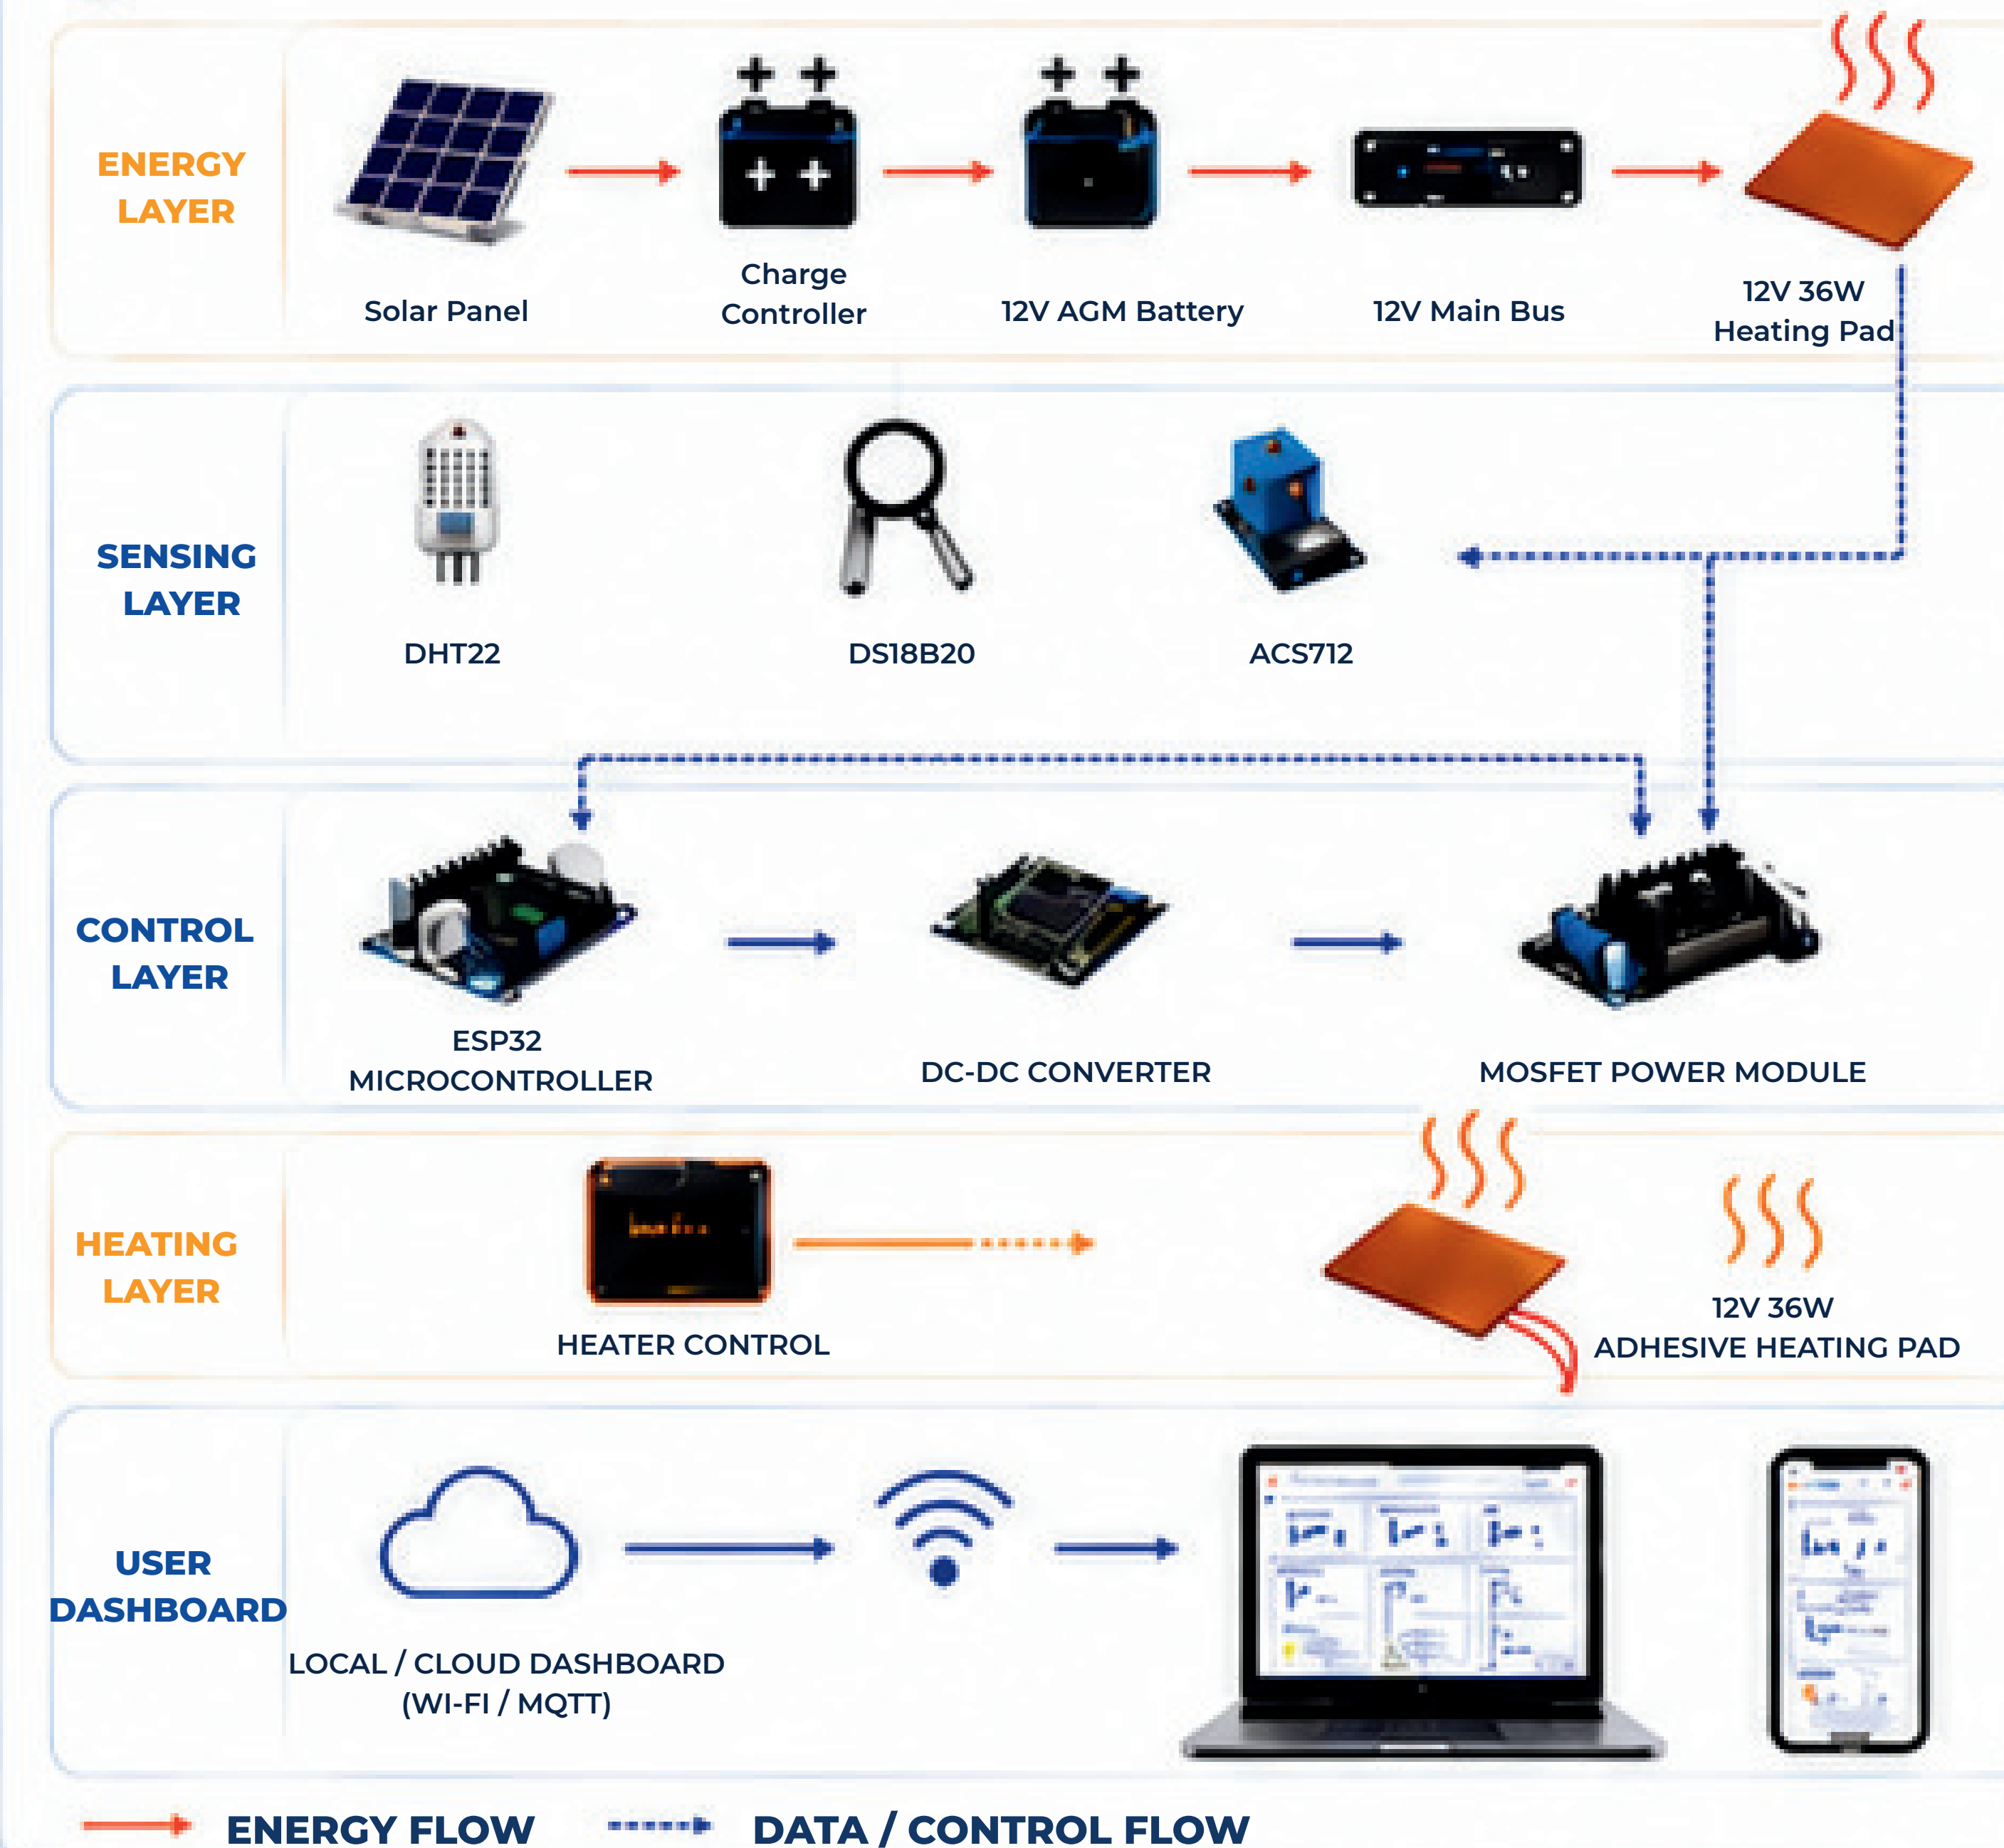 ENERGY
LAYER
Solar Panel
Charge
Controller
12V AGM Battery
12V Main Bus
12V 36W
Heating Pad
SENSING
LAYER
DHT22
DS18B20
ACS712
CONTROL
LAYER
ESP32
MICROCONTROLLER
DC-DC CONVERTER
MOSFET POWER MODULE
HEATING
LAYER
HEATER CONTROL
12V 36W
ADHESIVE HEATING PAD
USER
DASHBOARD
LOCAL / CLOUD DASHBOARD
(WI-FI / MQTT)
ENERGY FLOW
DATA / CONTROL FLOW